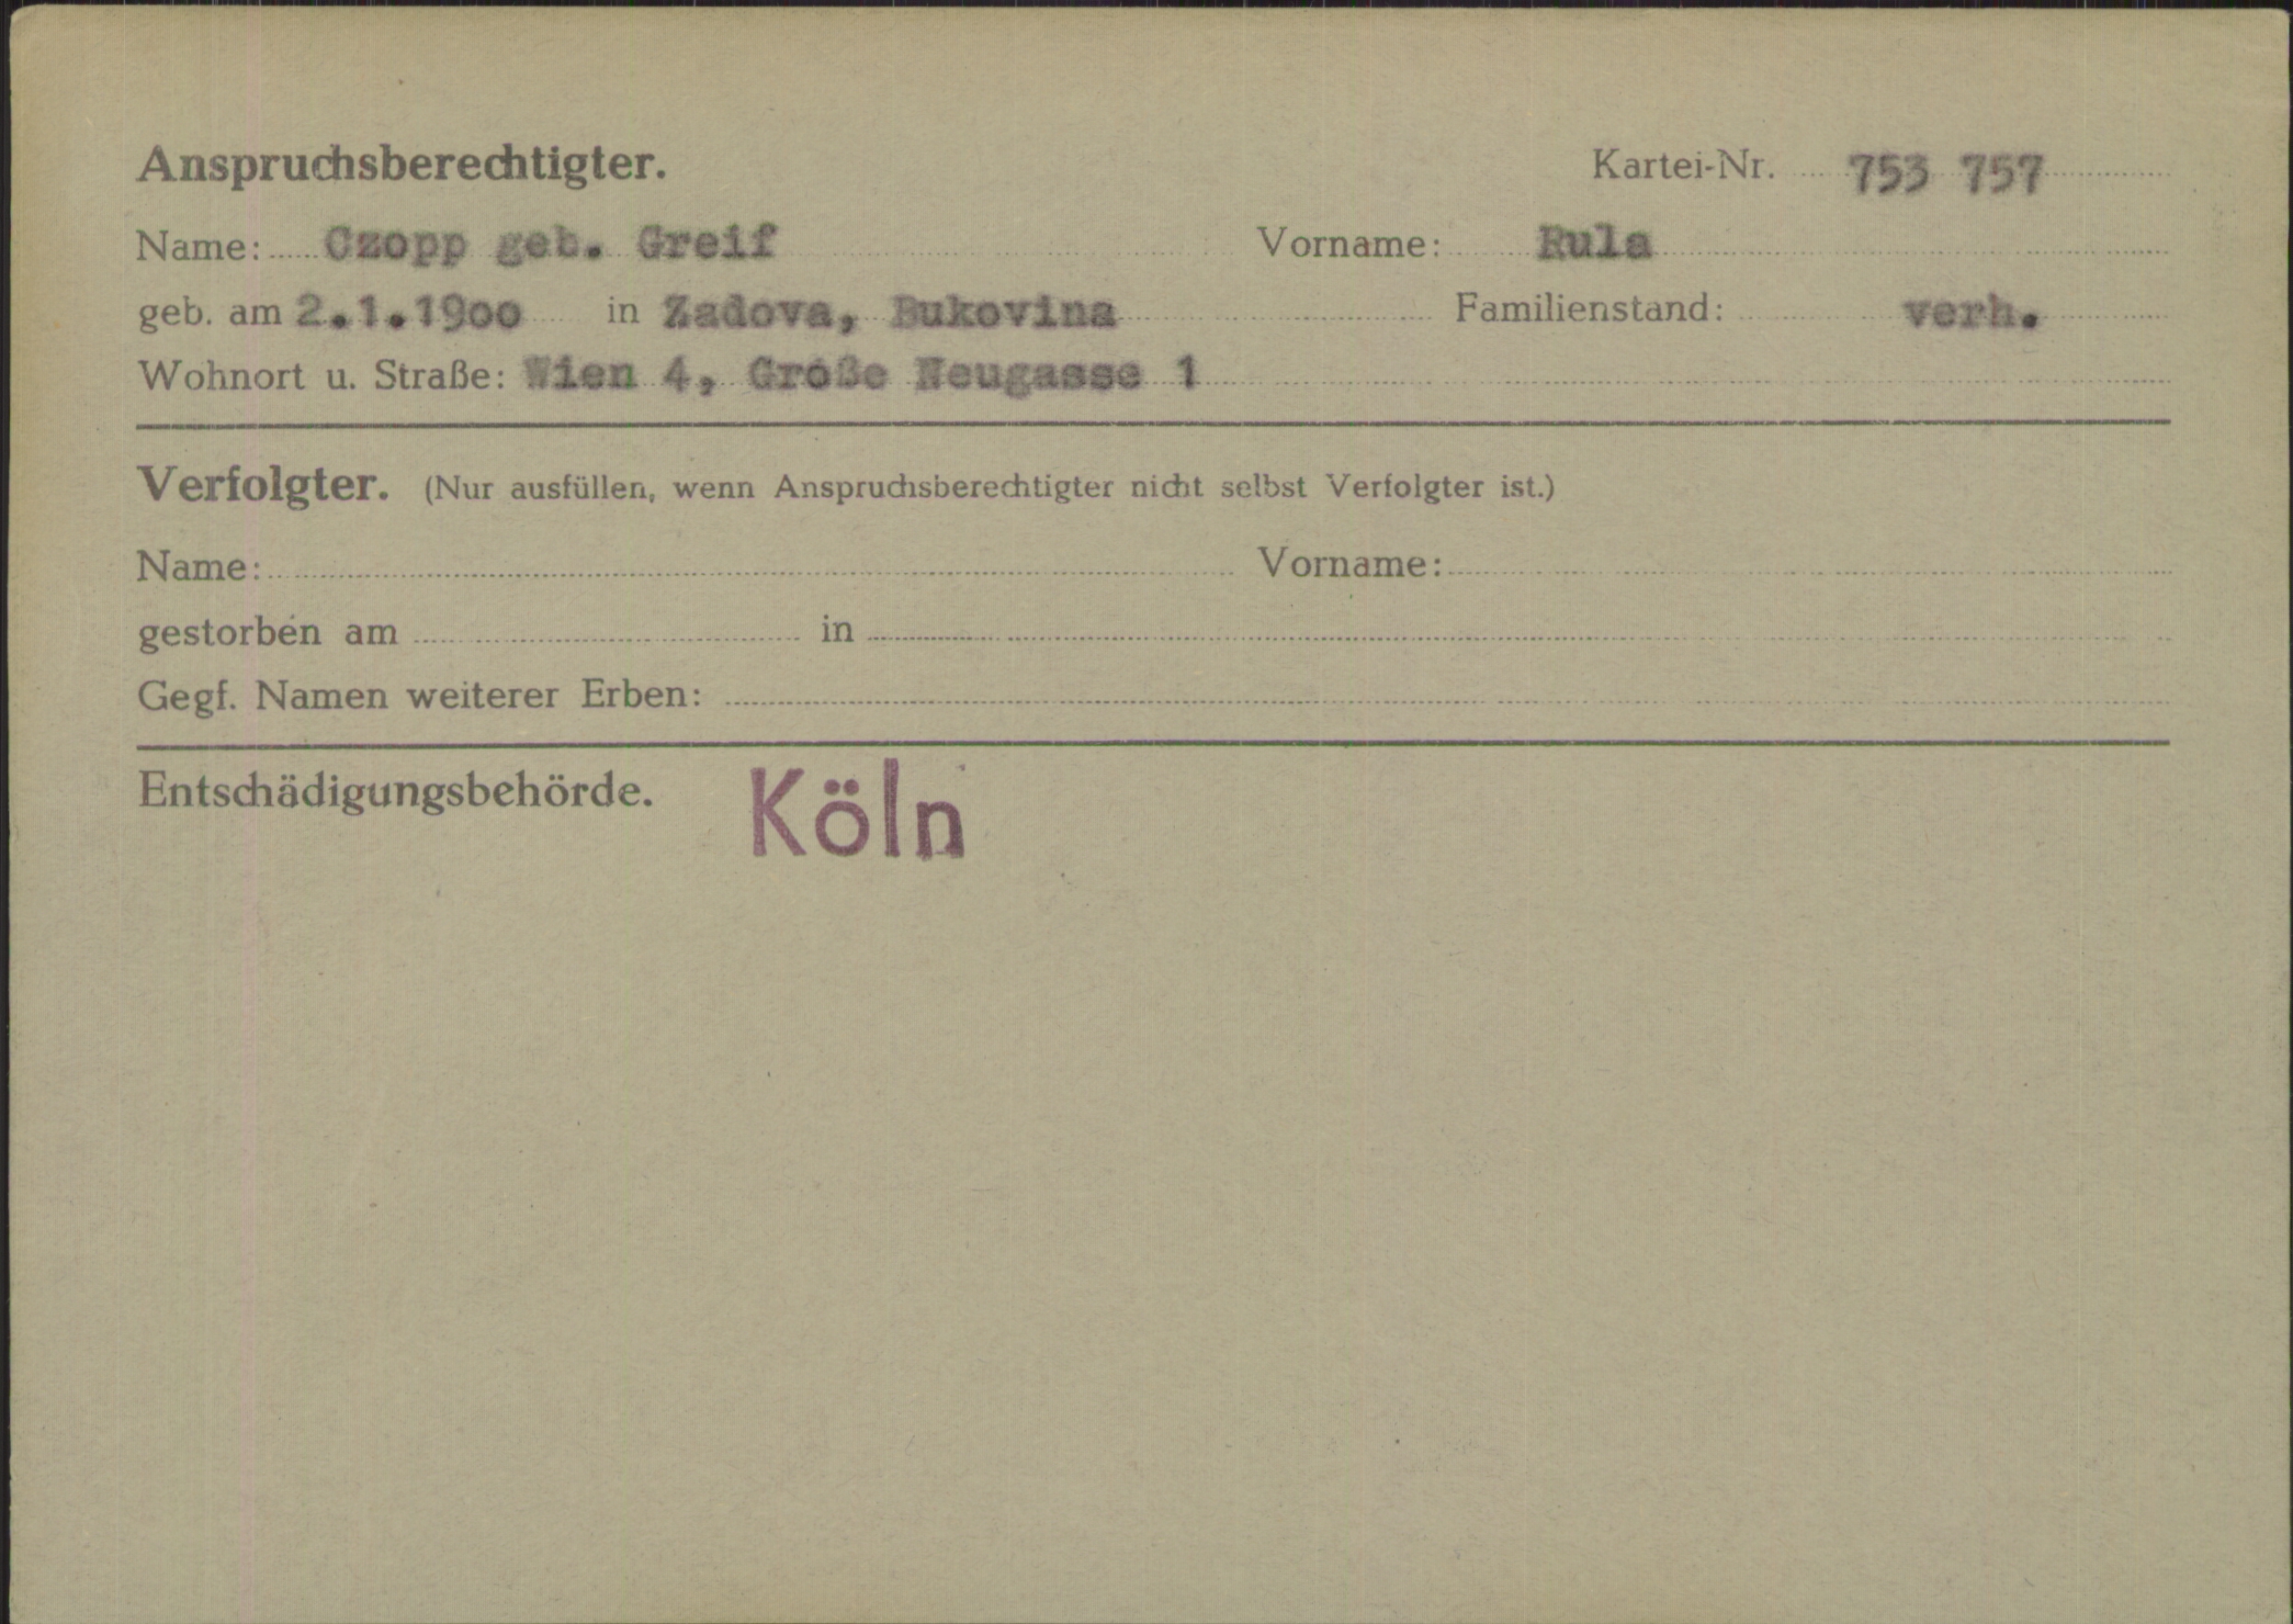 Anspruchsberechtigter. Kartei-Nr. 753 757
Name: Czopp geb. Greif Vorname: Rula
geb. am 2.1.1900 in Zadova, Bukovina Familienstand: verh.
Wohnort u. Straße: Wien 4, Große Neugasse 1
Verfolgter. (Nur ausfüllen, wenn Anspruchsberechtigter nicht selbst Verfolgter ist.)
Name: Vorname:
gestorben am in
Gegf. Namen weiterer Erben:
Entschädigungsbehörde. Köln